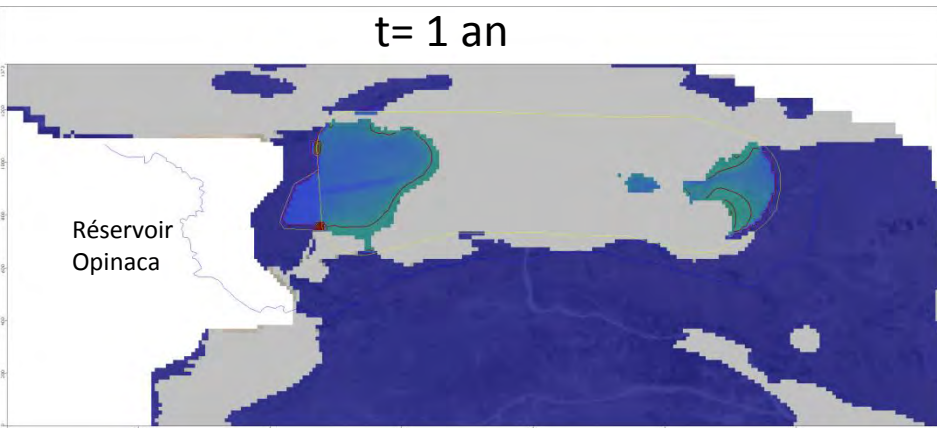 t= 1 an
Réservoir
Opinaca